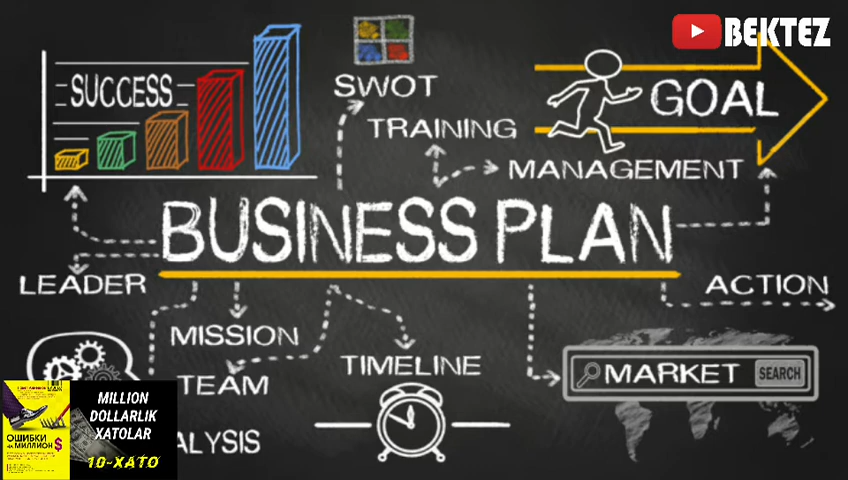 BEKTEZ
SUCCESS
SWOT
TRAINING
GOAL
MANAGEMENT
BUSINESS PLAN
LEADER
ACTION
MISSION
TIMELINE
TEAM
MARKET
SEARCH
ALYSIS
ОШИБКИ
НА МИЛЛИОН $
MILLION
DOLLARLIK
XATOLAR
10-XATO